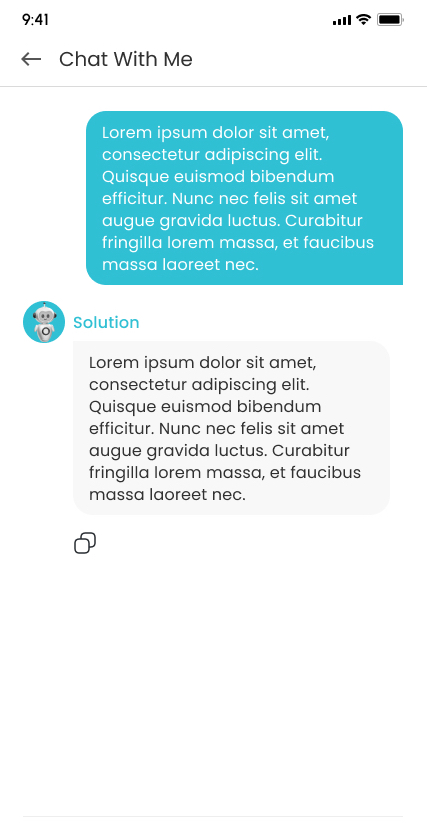 9:41
Chat With Me
Lorem ipsum dolor sit amet,
consectetur adipiscing elit.
Quisque euismod bibendum
efficitur. Nunc nec felis sit amet
augue gravida luctus. Curabitur
fringilla lorem massa, et faucibus
massa laoreet nec.
Solution
Lorem ipsum dolor sit amet,
consectetur adipiscing elit.
Quisque euismod bibendum
efficitur. Nunc nec felis sit amet
augue gravida luctus. Curabitur
fringilla lorem massa, et faucibus
massa laoreet nec.